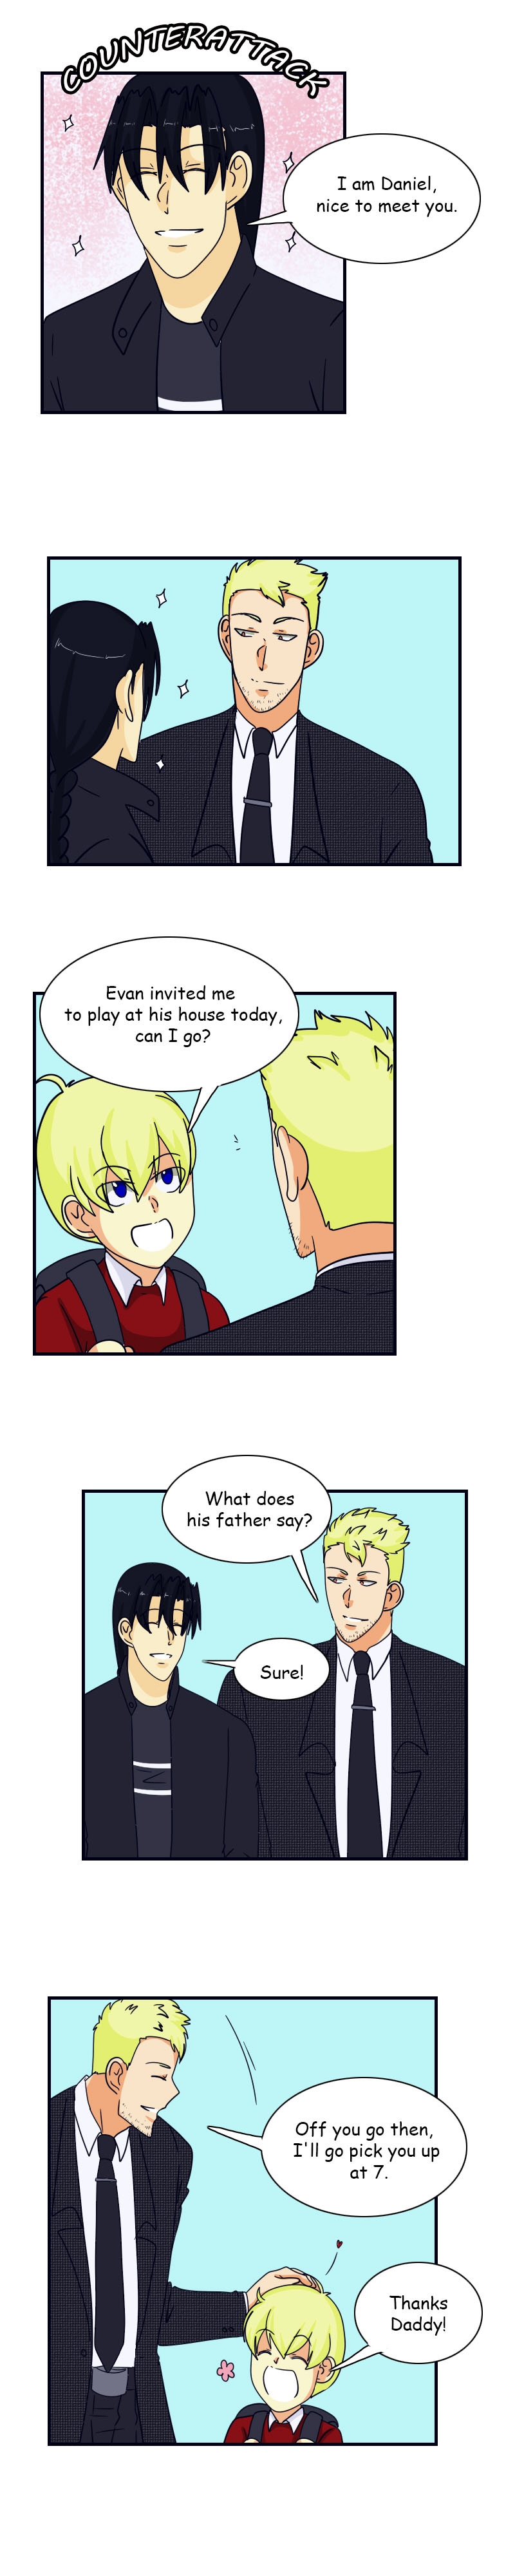 COUNTERATTACK
I am Daniel,
nice to meet you.
Evan invited me
to play at his house today,
can I go?
What does
his father say?
Sure!
Off you go then,
I'll go pick you up
at 7.
Thanks
Daddy!